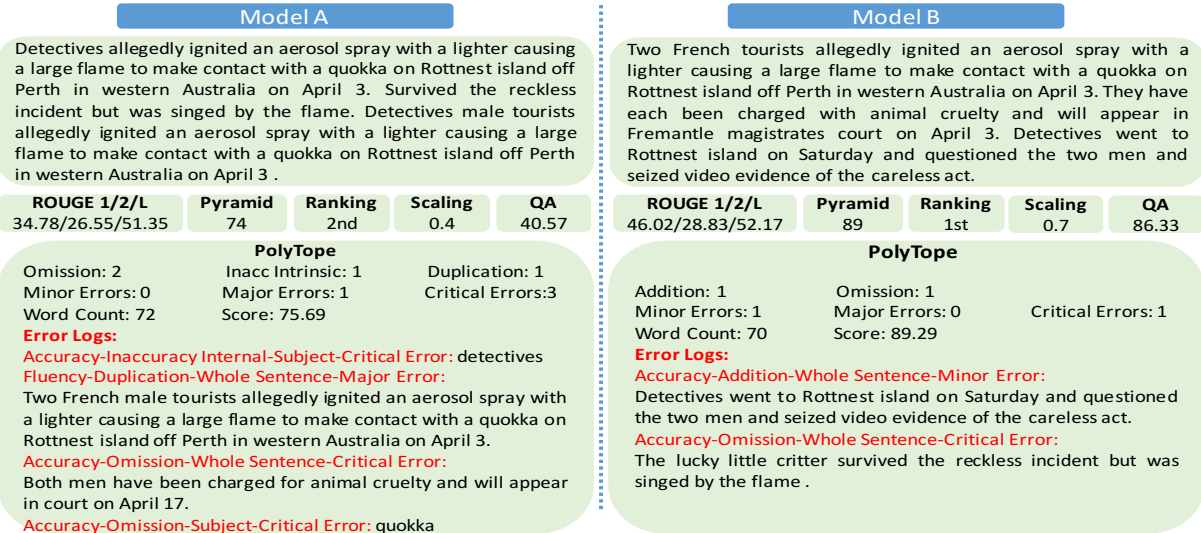 Model A
Detectives allegedly ignited an aerosol spray with a lighter causing
a large flame to make contact with a quokka on Rottnest island off
Perth in western Australia on April 3. Survived the reckless
incident but was singed by the flame. Detectives male tourists
allegedly ignited an aerosol spray with a lighter causing a large
flame to make contact with a quokka on Rottnest island off Perth
in western Australia on April 3 .
ROUGE 1/2/L Pyramid Ranking Scaling QA
34.78/26.55/51.35 74 2nd 0.4 40.57
PolyTope
Omission: 2 Inacc Intrinsic: 1 Duplication: 1
Minor Errors: 0 Major Errors: 1 Critical Errors:3
Word Count: 72 Score: 75.69
Error Logs:
Accuracy-Inaccuracy Internal-Subject-Critical Error: detectives
Fluency-Duplication-Whole Sentence-Major Error:
Two French male tourists allegedly ignited an aerosol spray with
a lighter causing a large flame to make contact with a quokka on
Rottnest island off Perth in western Australia on April 3.
Accuracy-Omission-Whole Sentence-Critical Error:
Both men have been charged for animal cruelty and will appear
in court on April 17.
Accuracy-Omission-Subject-Critical Error: quokka
Model B
Two French tourists allegedly ignited an aerosol spray with a
lighter causing a large flame to make contact with a quokka on
Rottnest island off Perth in western Australia on April 3. They have
each been charged with animal cruelty and will appear in
Fremantle magistrates court on April 3. Detectives went to
Rottnest island on Saturday and questioned the two men and
seized video evidence of the careless act.
ROUGE 1/2/L Pyramid Ranking Scaling QA
46.02/28.83/52.17 89 1st 0.7 86.33
PolyTope
Addition: 1 Omission: 1
Minor Errors: 1 Major Errors: 0 Critical Errors: 1
Word Count: 70 Score: 89.29
Error Logs:
Accuracy-Addition-Whole Sentence-Minor Error:
Detectives went to Rottnest island on Saturday and questioned
the two men and seized video evidence of the careless act.
Accuracy-Omission-Whole Sentence-Critical Error:
The lucky little critter survived the reckless incident but was
singed by the flame .